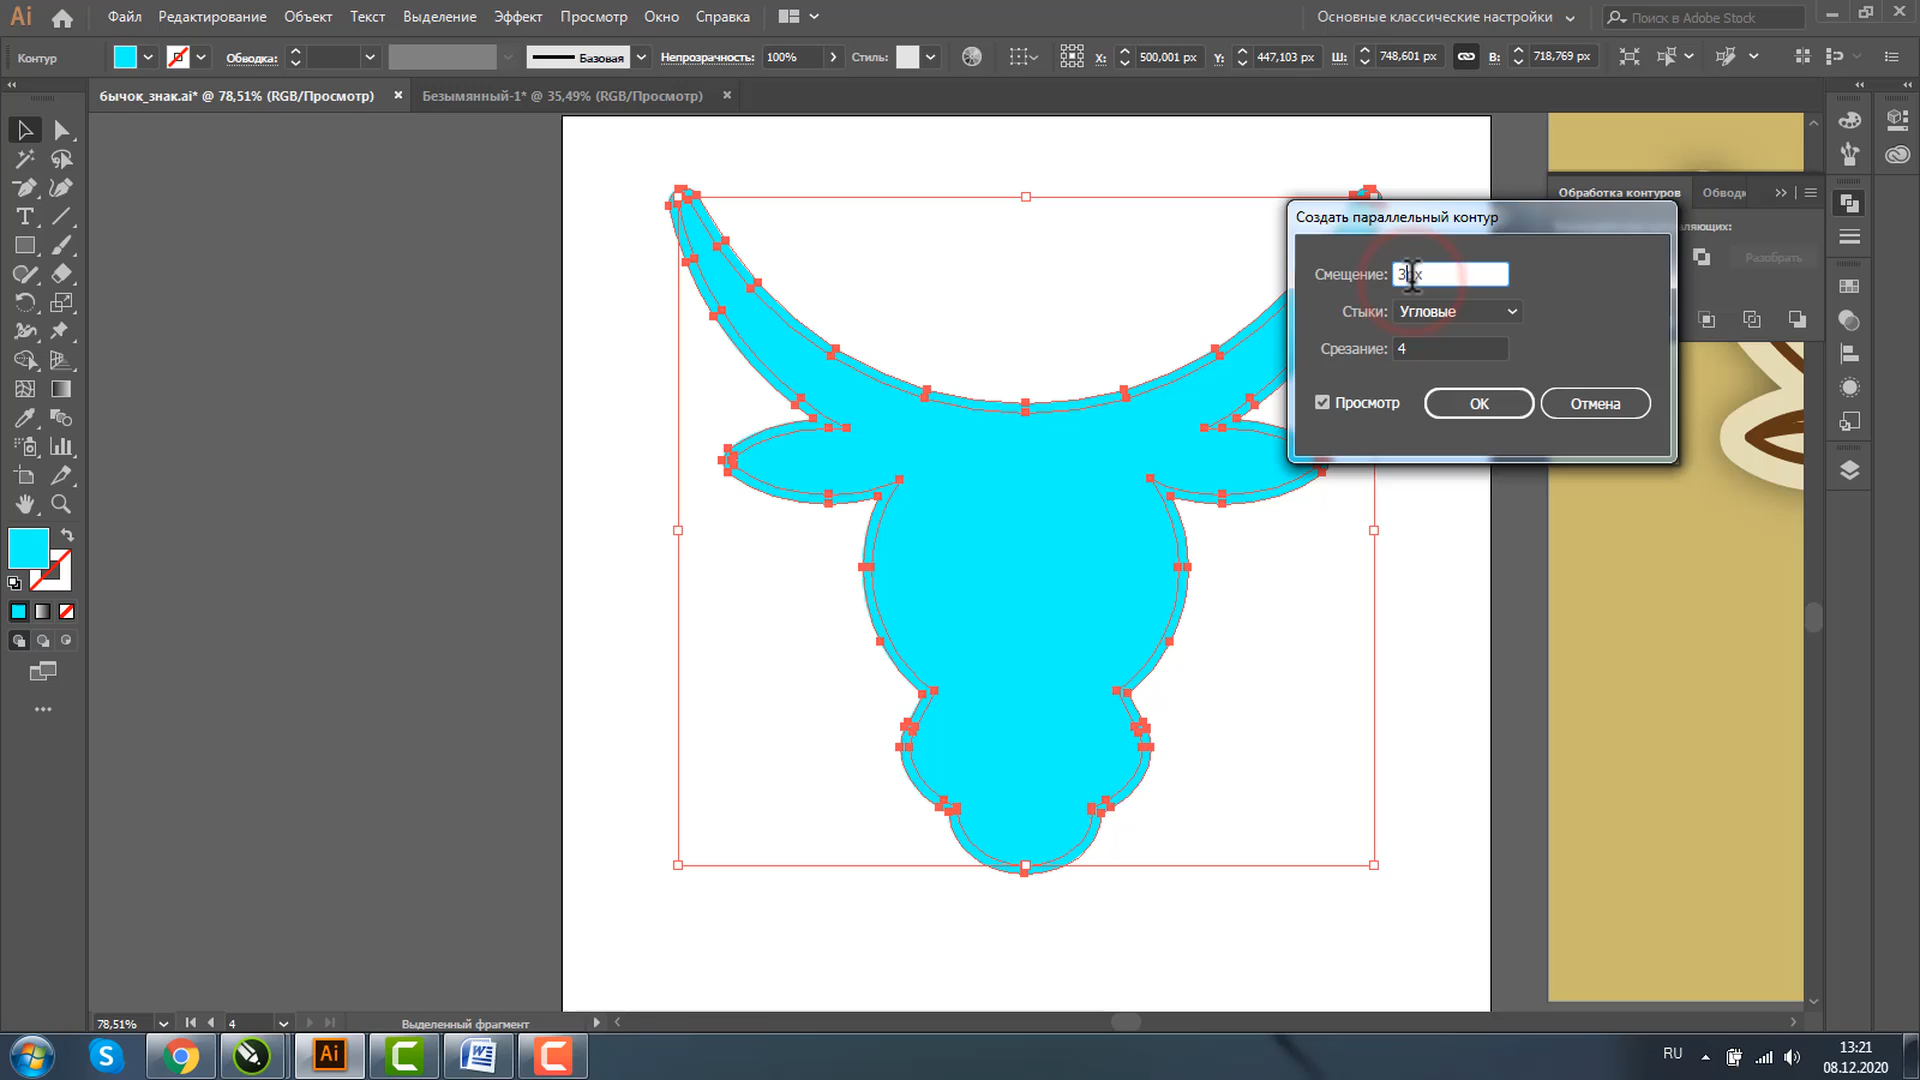 Ai Файл Редактирование Объект Текст Выделение Эффект Просмотр Окно Справка Основные классические настройки Поиск в Adobe Stock
Контур Обводка: Базовая Непрозрачность: 100% Стиль: X: 500,001 px Y: 447,103 px Ш: 748,601 px В: 718,769 px
бычок_знак.ai* @ 78,51% (RGB/Просмотр) × Безымянный-1* @ 35,49% (RGB/Просмотр) ×
Обработка контуров Обводк
Создать параллельный контур
ляющих:
Разобрать
Смещение:
Стыки: Угловые
Срезание: 4
Просмотр ОК Отмена
78,51% 4 Выделенный фрагмент
Ai
RU 13:21
08.12.2020